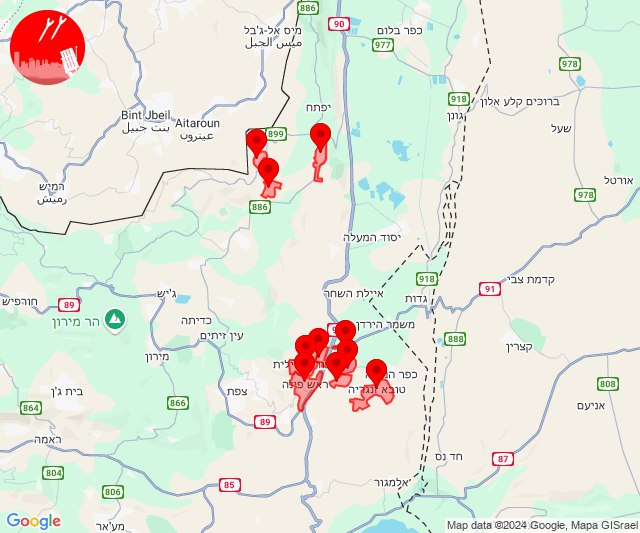 886
90
מיס אל-ג'בל
ميس الجبل
כפר בלום
977
978
יפתח
918
ברוכים קלע אלון
Bint Jbeil
بنت جبيل
Aitaroun
عيترون
899
גונן
שעל
رميش
978
אורטל
886
יסוד המעלה
918
91
קדמת צבי
89
חורפיש
ג'יש
איילת השחר
גדות
הר מירון
כדיתה
עין זיתים
משמר הירדן
888
קצרין
מירון
ראש פינה
כפר הנ
טובא זנגריה
808
בית ג'ן
צפת
864
866
אניעם
89
ראמה
חד נס
87
804
806
85
אלמגור
מע'אר
Google
Map data ©2024 Google, Mapa GISrael